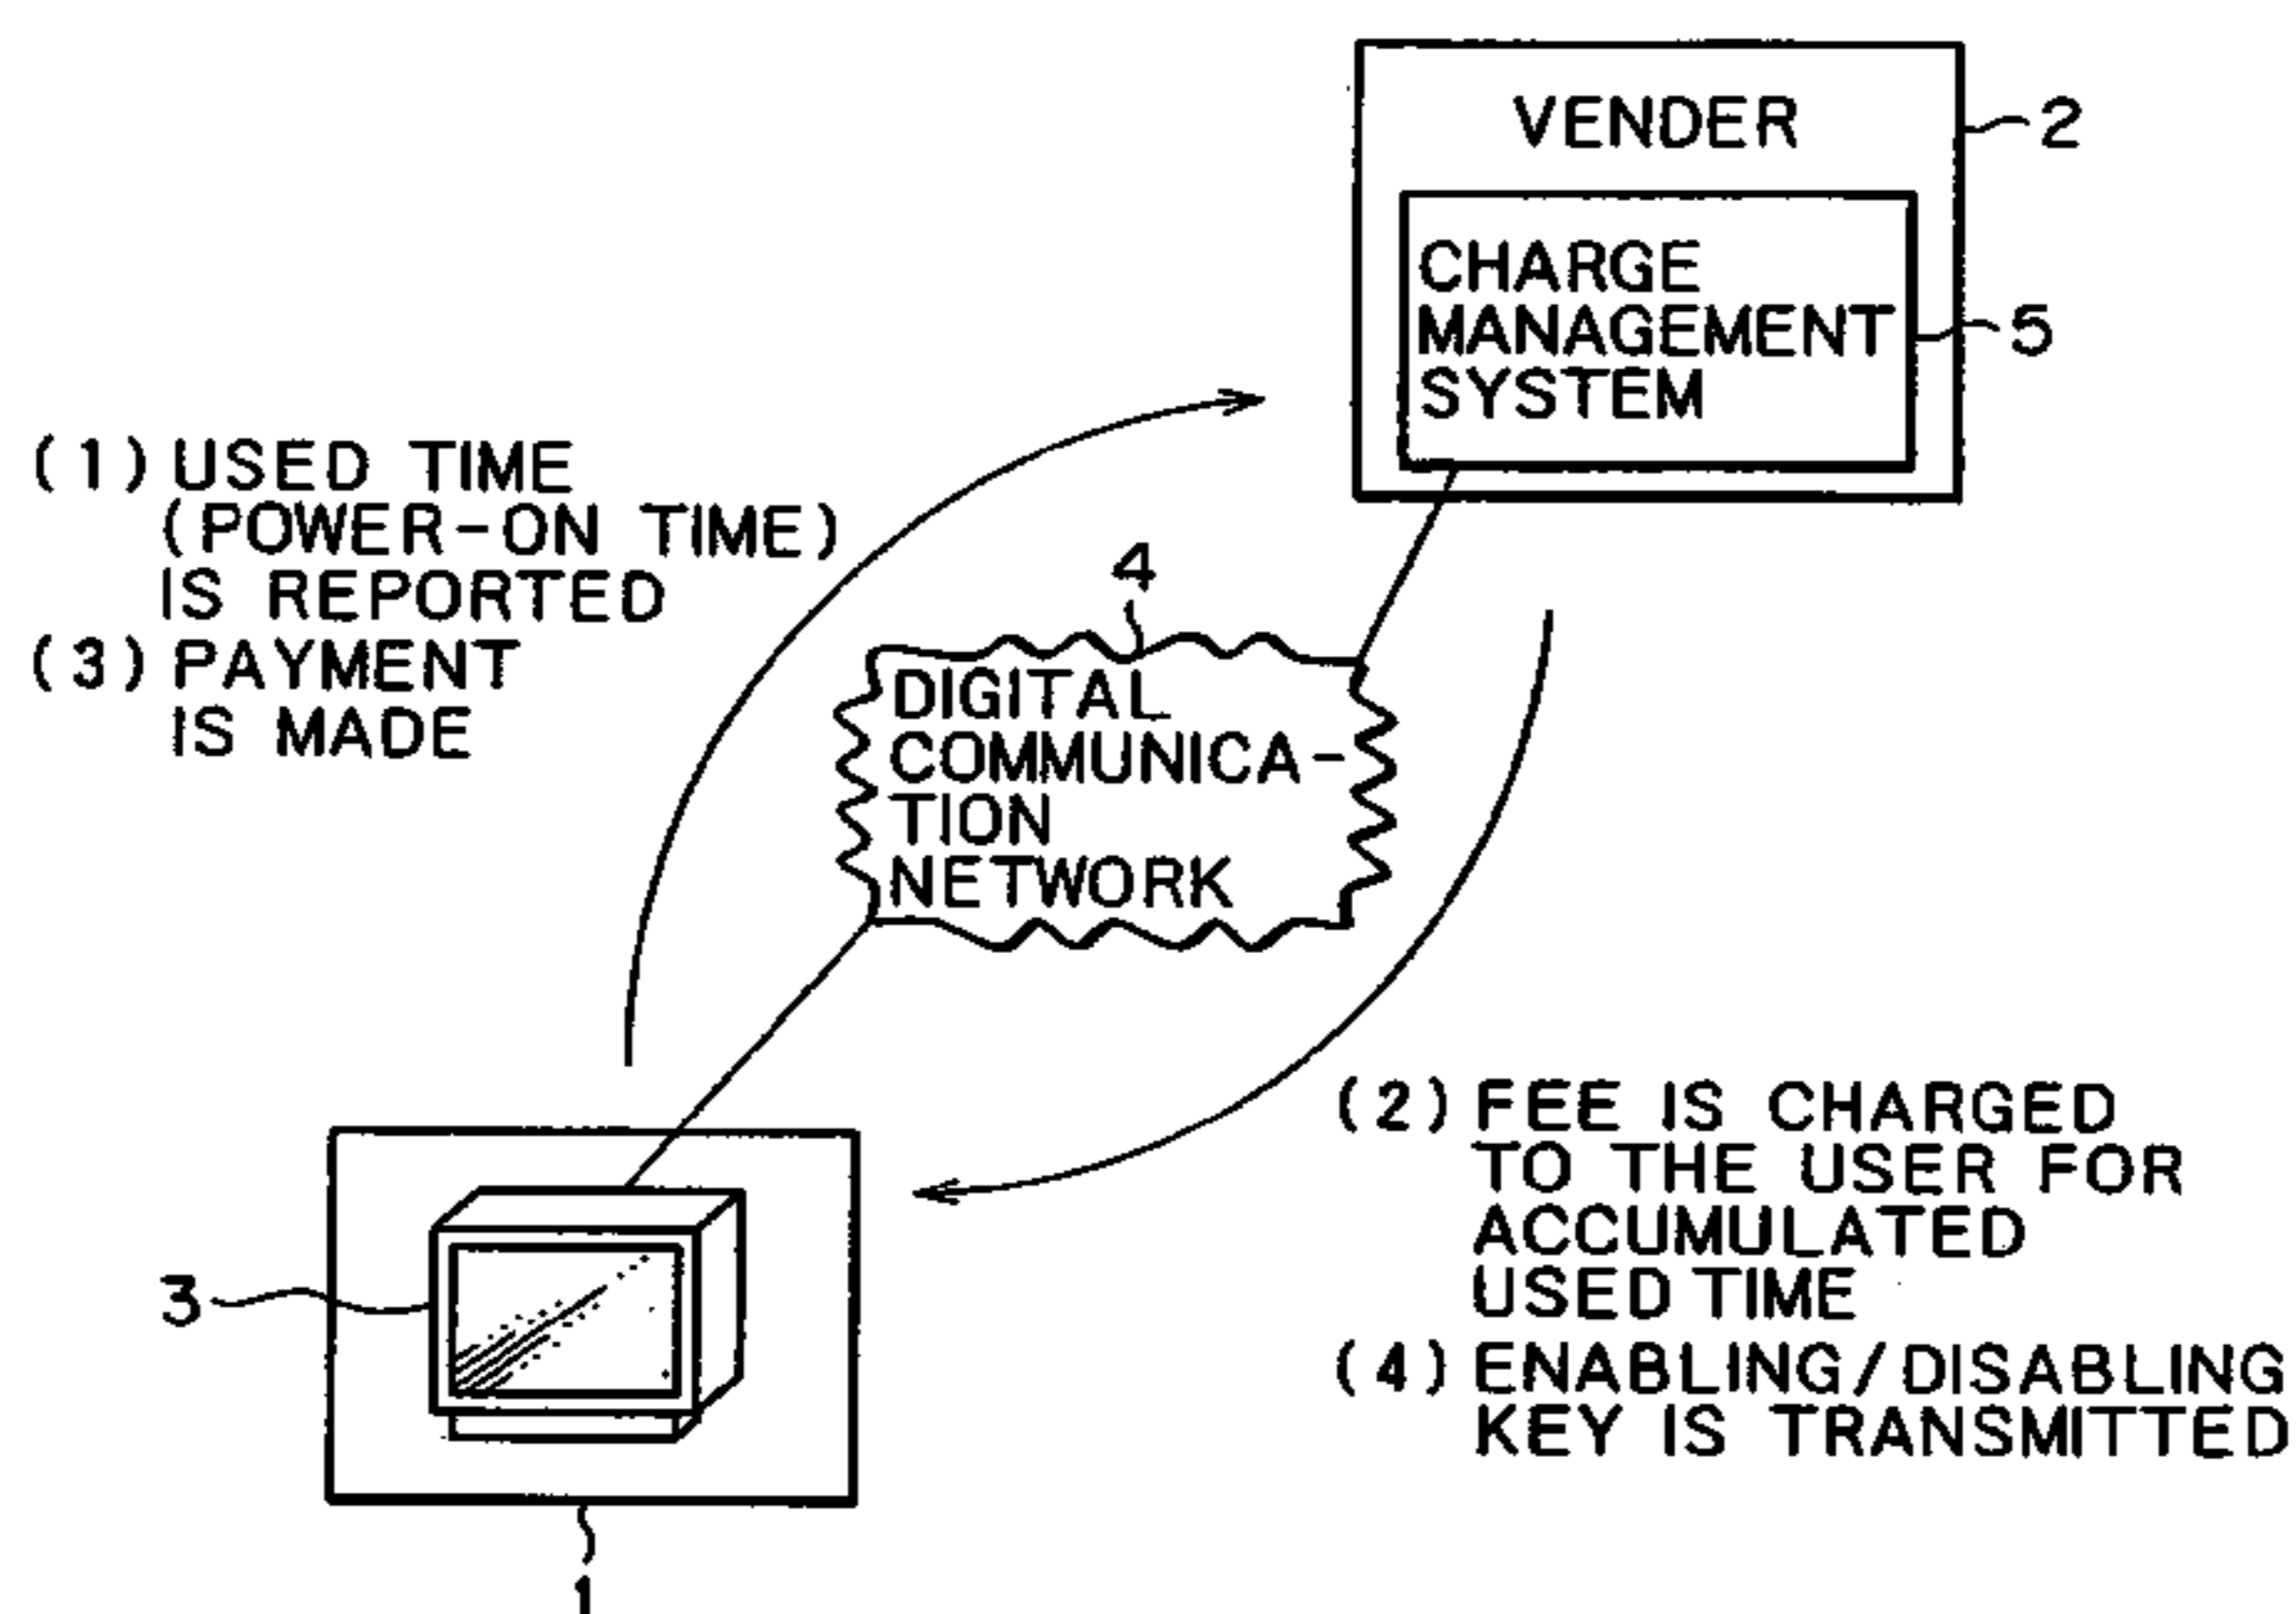 VENDER
2
CHARGE
MANAGEMENT
SYSTEM
5
(1) USED TIME
(POWER-ON TIME)
IS REPORTED
(3) PAYMENT
IS MADE
4
DIGITAL
COMMUNICA-
TION
NETWORK
(2) FEE IS CHARGED
TO THE USER FOR
ACCUMULATED
USED TIME
(4) ENABLING/DISABLING
KEY IS TRANSMITTED
3
1